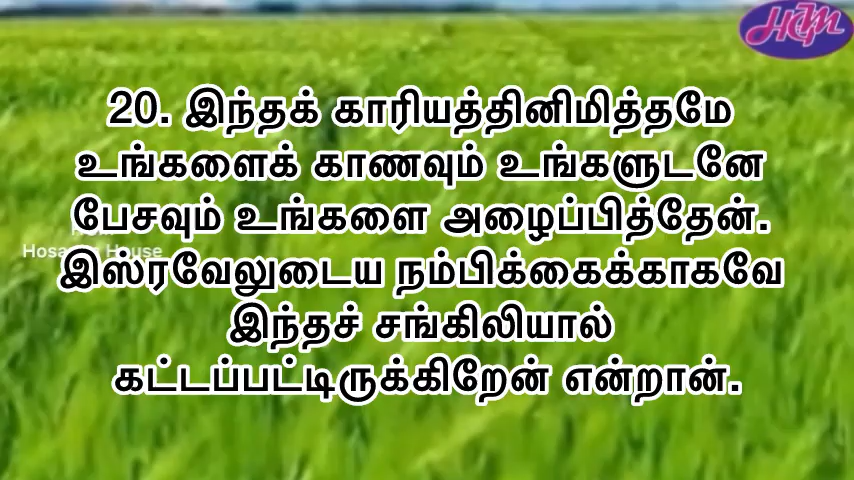 HCM
20. இந்தக் காரியத்தினிமித்தமே
உங்களைக் காணவும் உங்களுடனே
பேசவும் உங்களை அழைப்பித்தேன்.
இஸ்ரவேலுடைய நம்பிக்கைக்காகவே
இந்தச் சங்கிலியால்
கட்டப்பட்டிருக்கிறேன் என்றான்.
House